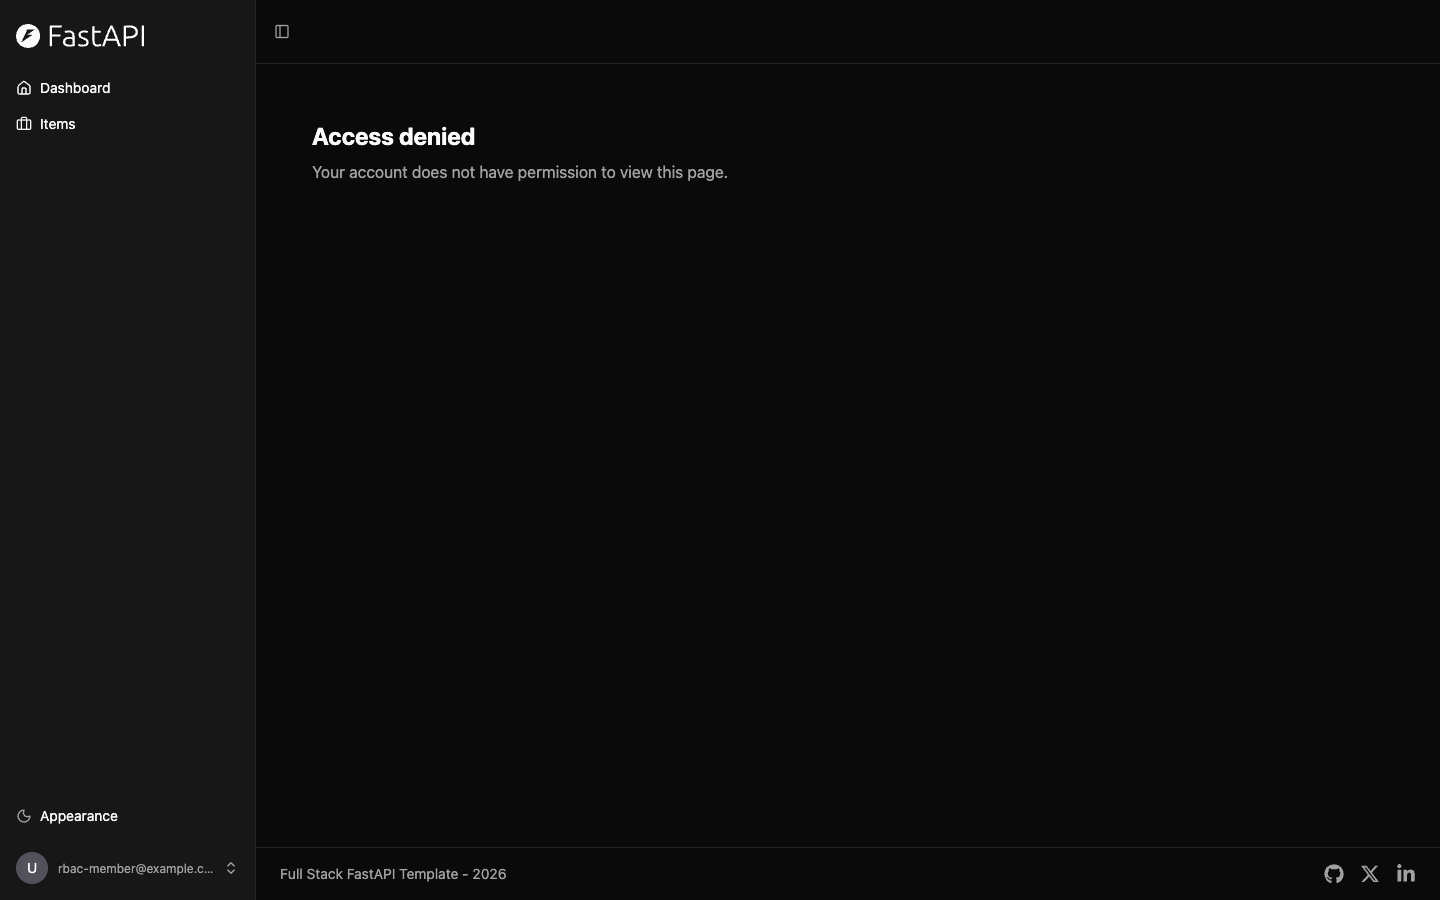 FastAPI
Dashboard
Items
Access denied
Your account does not have permission to view this page.
Appearance
U
rbac-member@example.c...
Full Stack FastAPI Template - 2026